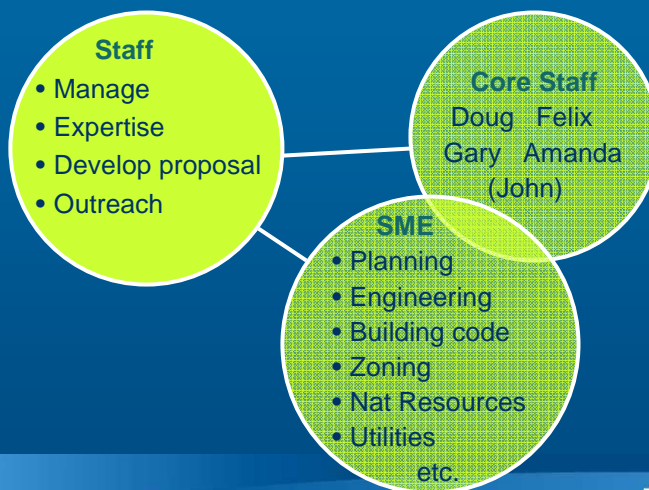 Staff
• Manage
• Expertise
• Develop proposal
• Outreach
Core Staff
Doug Felix
Gary Amanda
(John)
SME
• Planning
• Engineering
• Building code
• Zoning
• Nat Resources
• Utilities
etc.